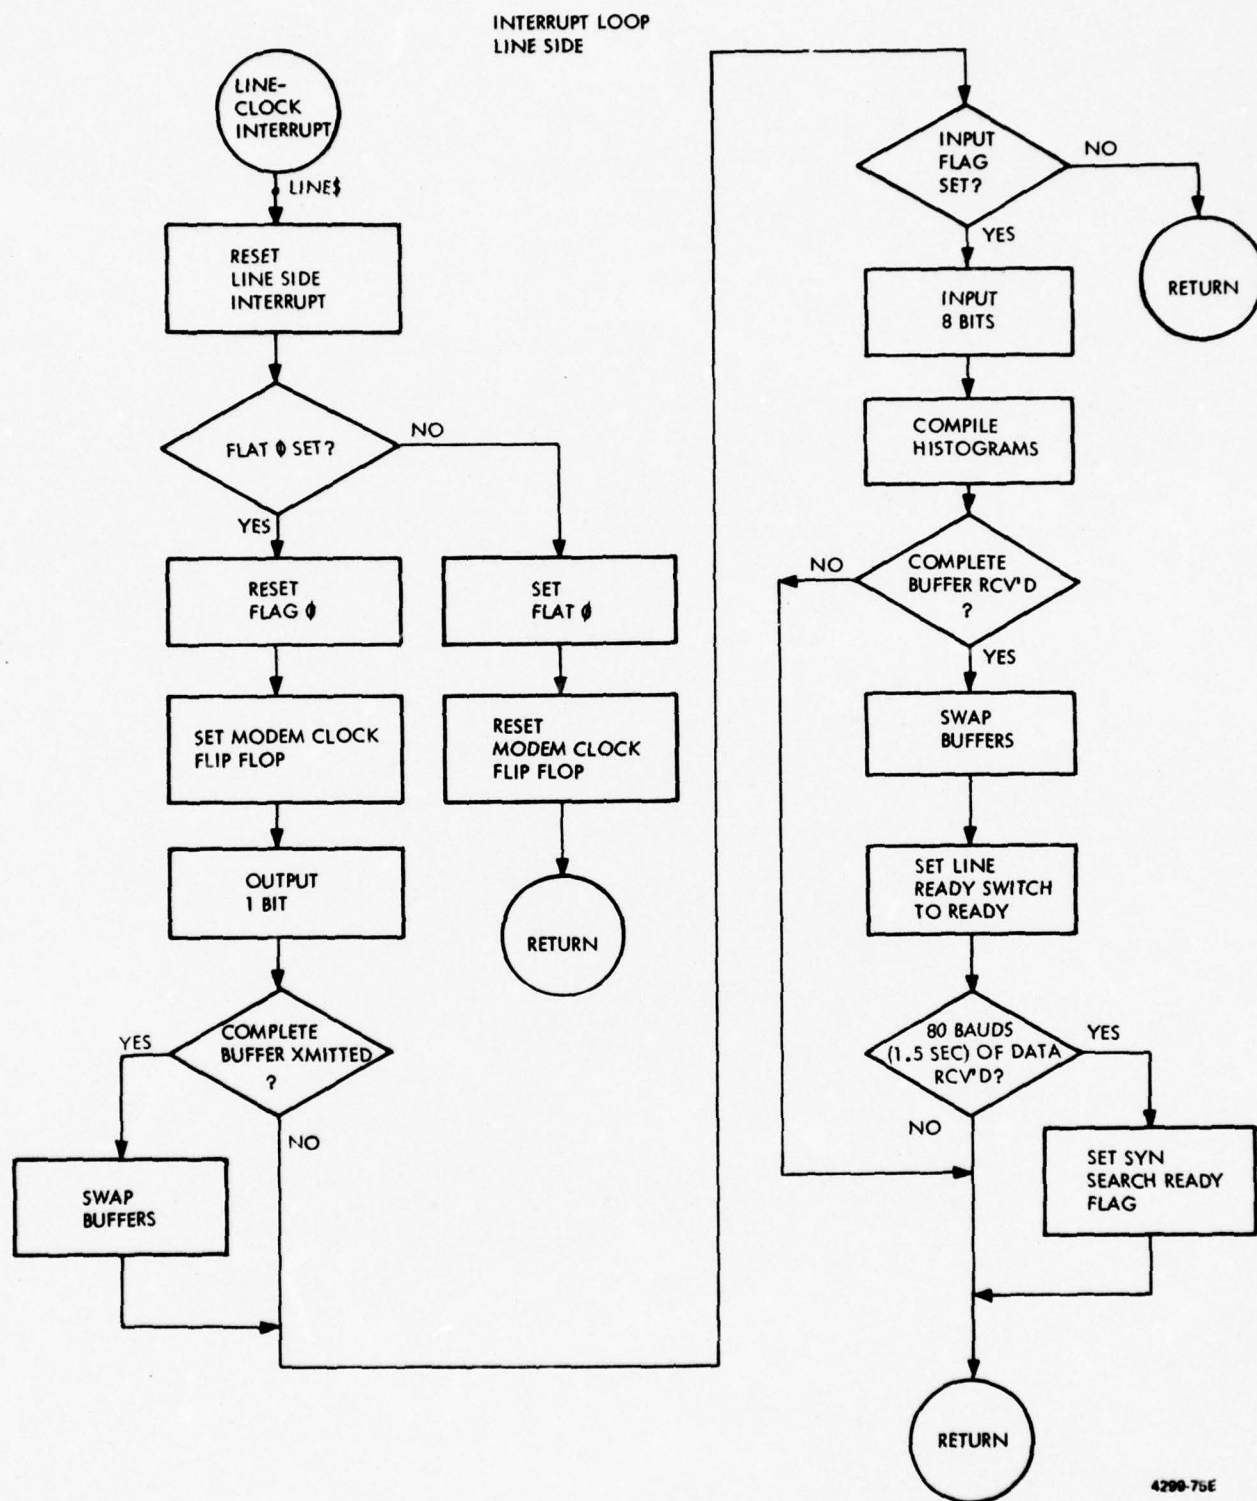 INTERRUPT LOOP
LINE SIDE
LINE-
CLOCK
INTERRUPT
LINE$
RESET
LINE SIDE
INTERRUPT
FLAT ϕ SET?
NO
YES
RESET
FLAG ϕ
SET
FLAT ϕ
SET MODEM CLOCK
FLIP FLOP
RESET
MODEM CLOCK
FLIP FLOP
OUTPUT
1 BIT
RETURN
COMPLETE
BUFFER XMITTED
?
YES
NO
SWAP
BUFFERS
INPUT
FLAG
SET?
NO
YES
RETURN
INPUT
8 BITS
COMPILE
HISTOGRAMS
COMPLETE
BUFFER RCV'D
?
NO
YES
SWAP
BUFFERS
SET LINE
READY SWITCH
TO READY
80 BAUDS
(1.5 SEC) OF DATA
RCV'D?
YES
NO
SET SYN
SEARCH READY
FLAG
RETURN
4299-75E